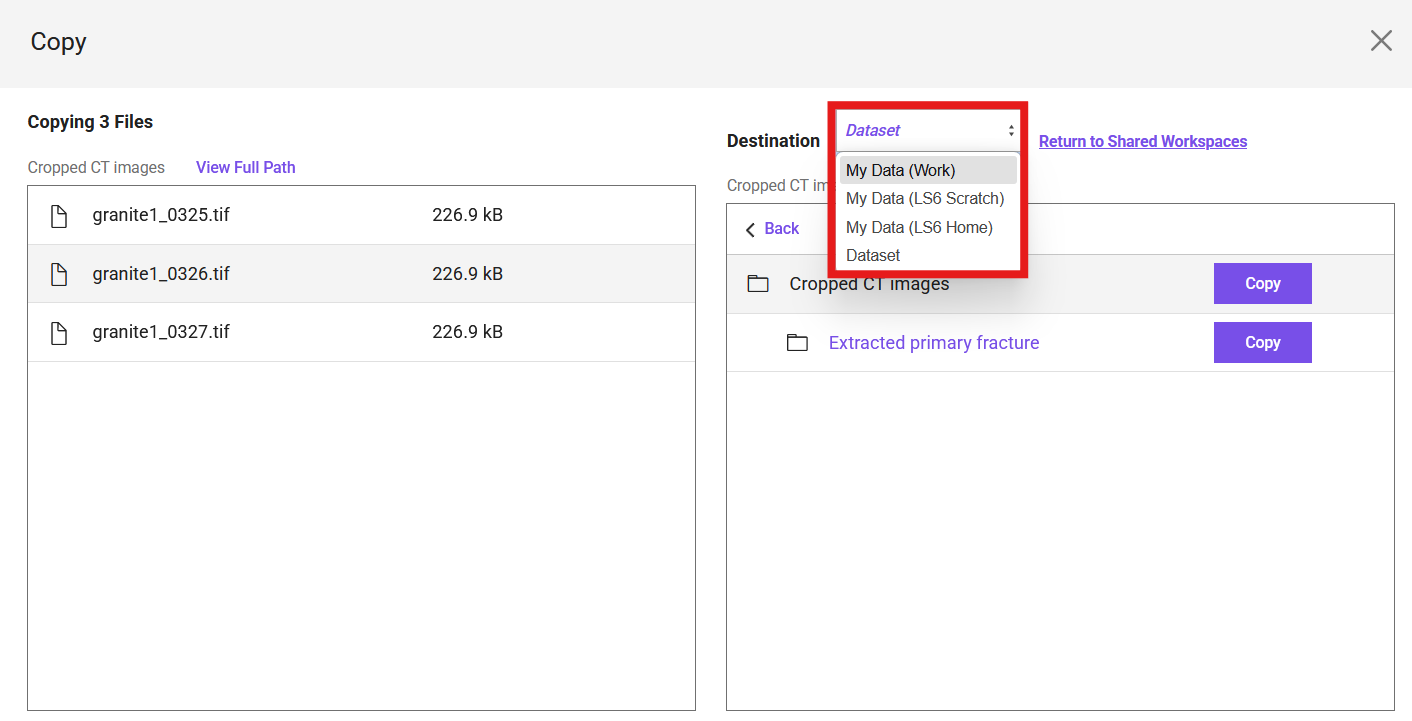 Copy
Copying 3 Files
Cropped CT images View Full Path
granite1_0325.tif 226.9 kB
granite1_0326.tif 226.9 kB
granite1_0327.tif 226.9 kB
Destination Dataset Return to Shared Workspaces
My Data (Work)
My Data (LS6 Scratch)
My Data (LS6 Home)
Dataset
Cropped CT
Back
Cropped CT images Copy
Extracted primary fracture Copy